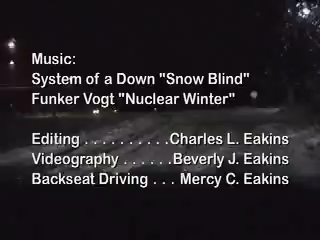 Music:
System of a Down "Snow Blind"
Funker Vogt "Nuclear Winter"
Editing . . . . . . . . . .Charles L. Eakins
Videography . . . . . .Beverly J. Eakins
Backseat Driving . . . Mercy C. Eakins